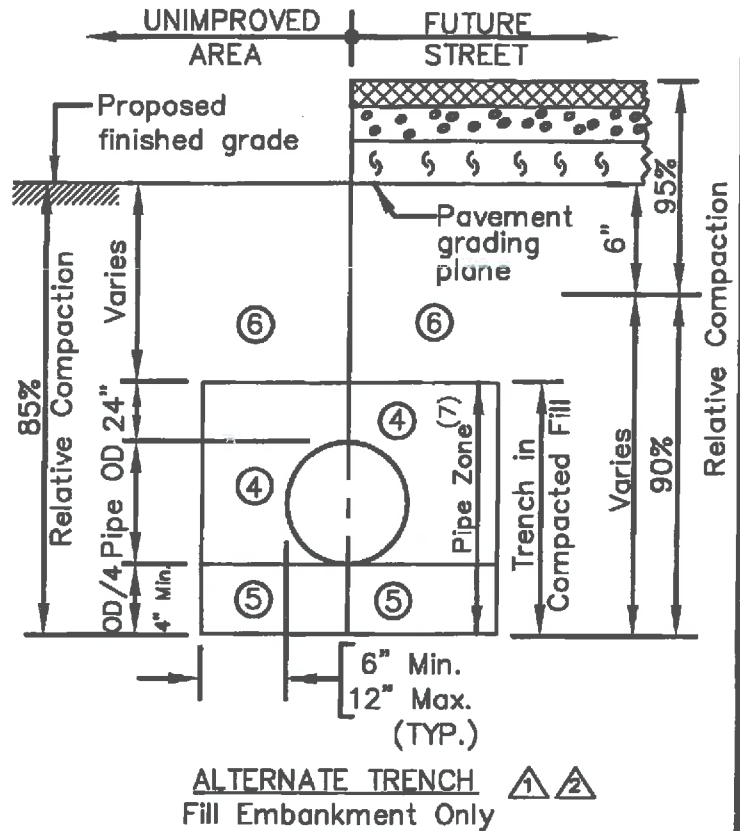 UNIMPROVED
AREA
FUTURE
STREET
Proposed
finished grade
Pavement
grading
plane
95%
6"
Relative Compaction
Varies
90%
85%
Relative Compaction
Varies
24"
Pipe OD
OD/4
4" Min.
6
6
4
4
5
5
Pipe Zone (7)
Trench in
Compacted Fill
6" Min.
12" Max.
(TYP.)
ALTERNATE TRENCH 1 2
Fill Embankment Only